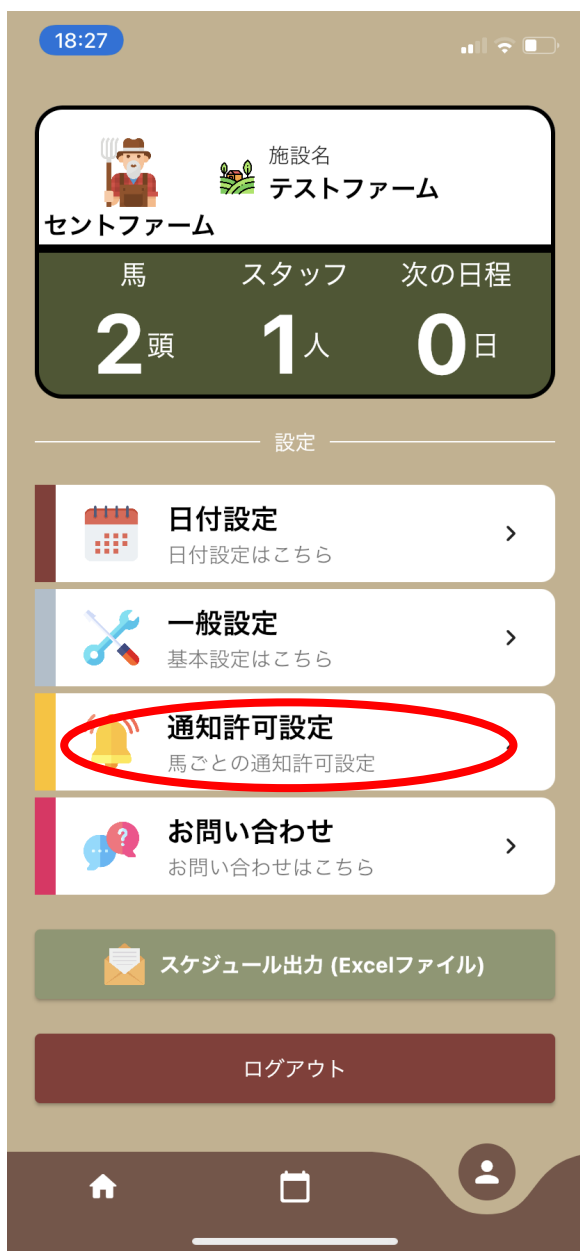 18:27
施設名
テストファーム
セントファーム
馬 スタッフ 次の日程
2頭 1人 0日
設定
日付設定
日付設定はこちら
一般設定
基本設定はこちら
通知許可設定
馬ごとの通知許可設定
お問い合わせ
お問い合わせはこちら
スケジュール出力 (Excelファイル)
ログアウト